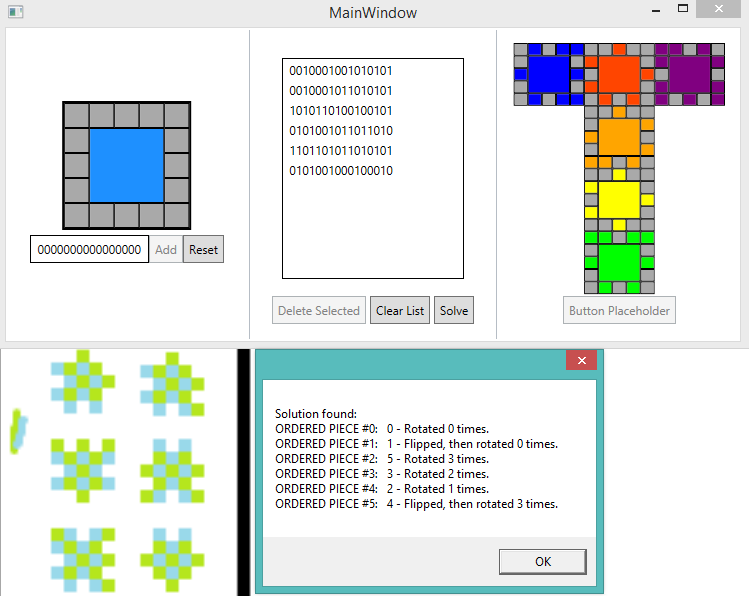 MainWindow
0010001001010101
0010001011010101
1010110100100101
0101001011011010
1101101011010101
0101001000100010
0000000000000000
Add
Reset
Delete Selected
Clear List
Solve
Button Placeholder
Solution found:
ORDERED PIECE #0: 0 - Rotated 0 times.
ORDERED PIECE #1: 1 - Flipped, then rotated 0 times.
ORDERED PIECE #2: 5 - Rotated 3 times.
ORDERED PIECE #3: 3 - Rotated 2 times.
ORDERED PIECE #4: 2 - Rotated 1 times.
ORDERED PIECE #5: 4 - Flipped, then rotated 3 times.
OK